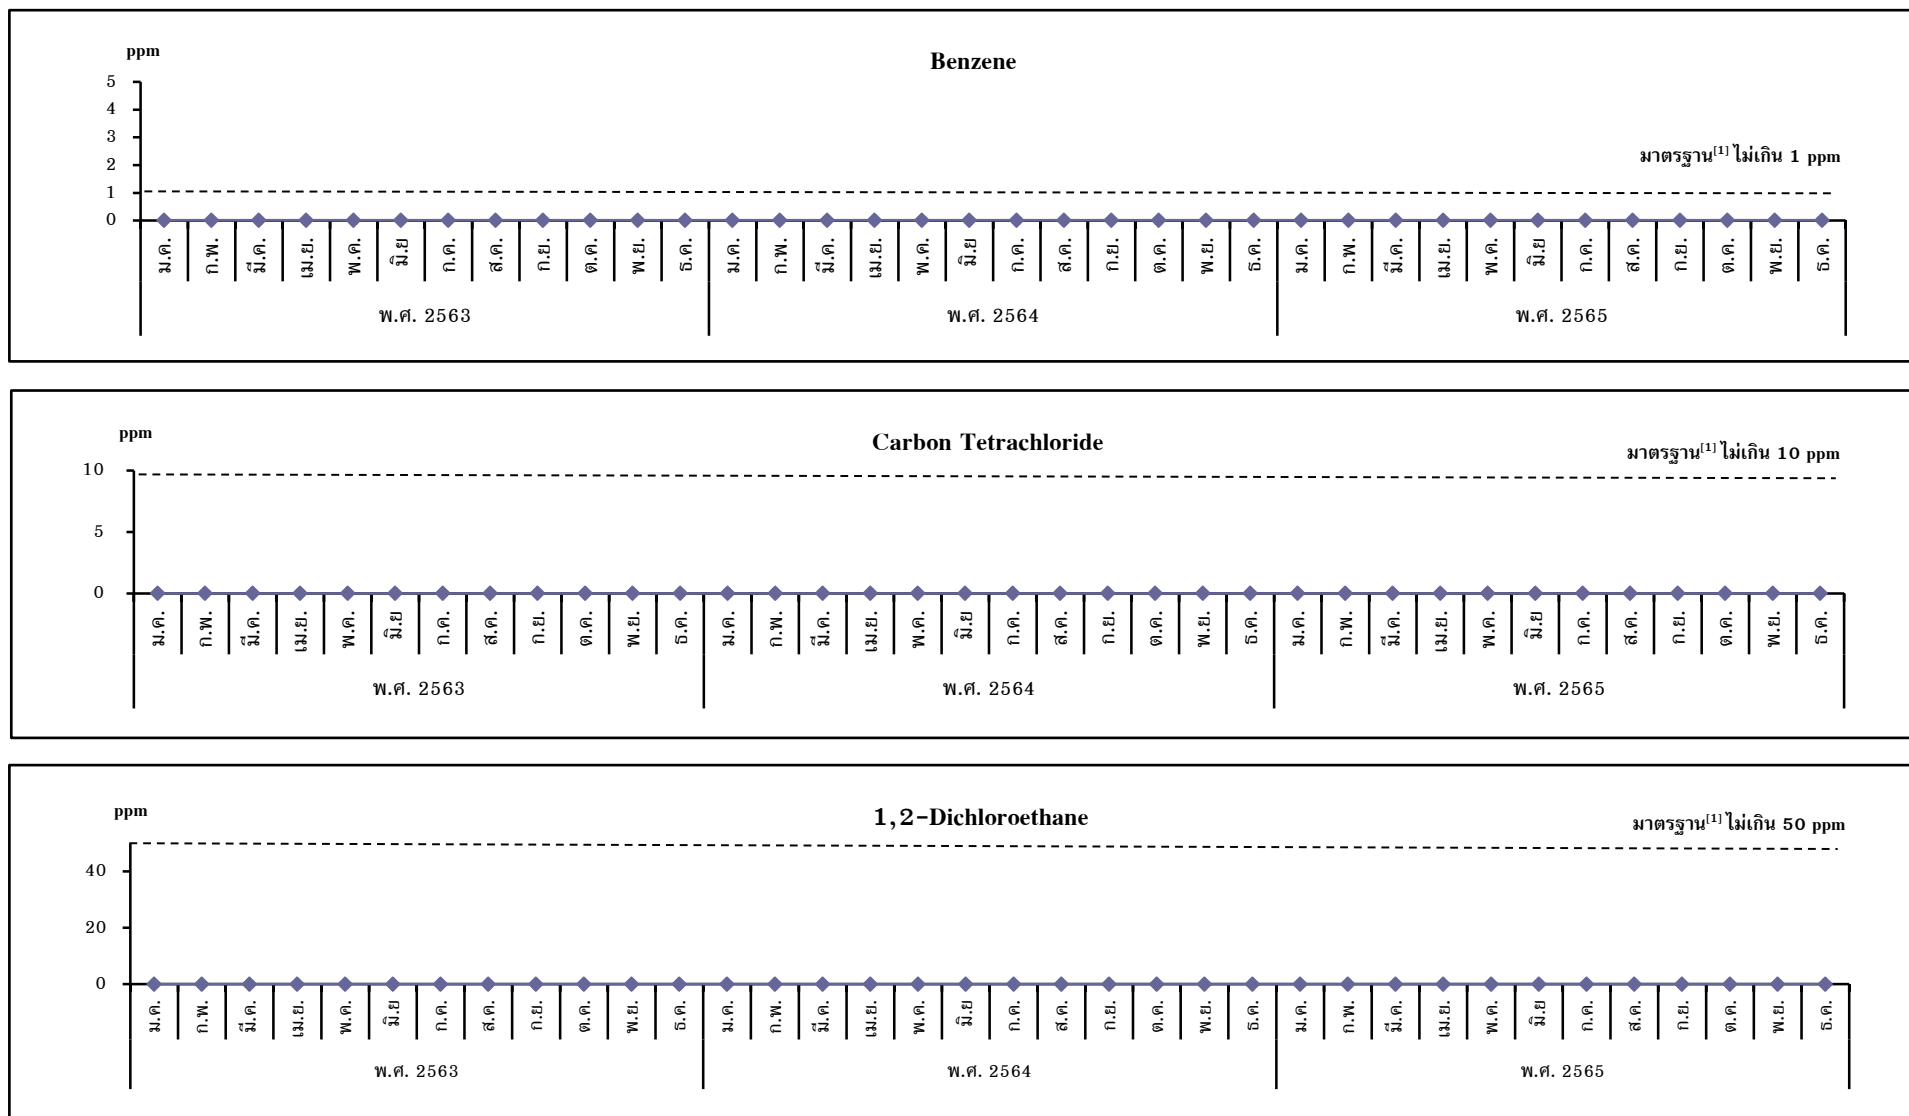 Benzene
ppm
5
4
3
2
1
0
มาตรฐาน[1] ไม่เกิน 1 ppm
ม.ค. ก.พ. มี.ค. เม.ย. พ.ค. มิ.ย ก.ค. ส.ค. ก.ย. ต.ค. พ.ย. ธ.ค. ม.ค. ก.พ. มี.ค. เม.ย. พ.ค. มิ.ย ก.ค. ส.ค. ก.ย. ต.ค. พ.ย. ธ.ค. ม.ค. ก.พ. มี.ค. เม.ย. พ.ค. มิ.ย ก.ค. ส.ค. ก.ย. ต.ค. พ.ย. ธ.ค.
พ.ศ. 2563 พ.ศ. 2564 พ.ศ. 2565
Carbon Tetrachloride
ppm
มาตรฐาน[1] ไม่เกิน 10 ppm
10
5
0
ม.ค. ก.พ. มี.ค. เม.ย. พ.ค. มิ.ย ก.ค. ส.ค. ก.ย. ต.ค. พ.ย. ธ.ค. ม.ค. ก.พ. มี.ค. เม.ย. พ.ค. มิ.ย ก.ค. ส.ค. ก.ย. ต.ค. พ.ย. ธ.ค. ม.ค. ก.พ. มี.ค. เม.ย. พ.ค. มิ.ย ก.ค. ส.ค. ก.ย. ต.ค. พ.ย. ธ.ค.
พ.ศ. 2563 พ.ศ. 2564 พ.ศ. 2565
1,2-Dichloroethane
ppm
มาตรฐาน[1] ไม่เกิน 50 ppm
40
20
0
ม.ค. ก.พ. มี.ค. เม.ย. พ.ค. มิ.ย ก.ค. ส.ค. ก.ย. ต.ค. พ.ย. ธ.ค. ม.ค. ก.พ. มี.ค. เม.ย. พ.ค. มิ.ย ก.ค. ส.ค. ก.ย. ต.ค. พ.ย. ธ.ค. ม.ค. ก.พ. มี.ค. เม.ย. พ.ค. มิ.ย ก.ค. ส.ค. ก.ย. ต.ค. พ.ย. ธ.ค.
พ.ศ. 2563 พ.ศ. 2564 พ.ศ. 2565